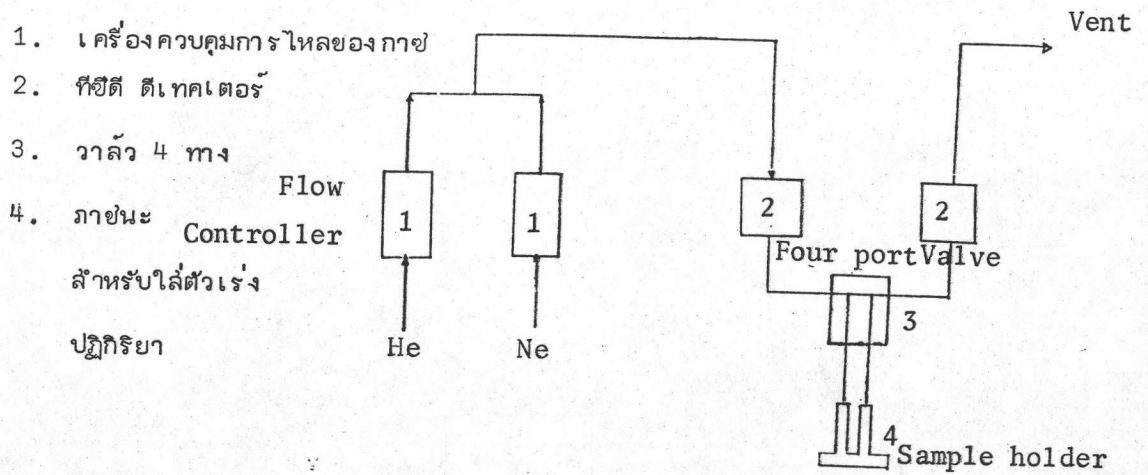 1. เครื่องควบคุมการไหลของกาซ
2. ทีซีดี ดีเทคเตอร์
3. วาล์ว 4 ทาง
4. ภาชนะ
สำหรับใส่ตัวเร่ง
ปฏิกิริยา
Flow
Controller
1
1
He
Ne
2
2
Vent
Four port Valve
3
4
Sample holder